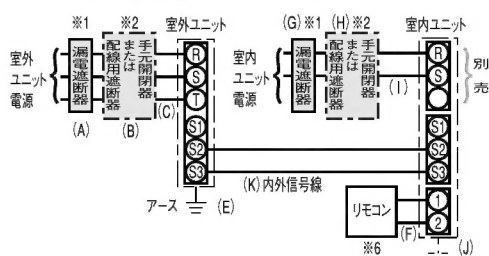 ※1 ※2 室外ユニット (G)※1 (H)※2 室内ユニット
室外
ユニット
電源
漏電遮断器
手元開閉器
または
配線用遮断器
(A)
(B)
(C)
R
S
T
S1
S2
S3
アース
(E)
室内
ユニット
電源
漏電遮断器
手元開閉器
または
配線用遮断器
(I)
R
S
別売
S1
S2
S3
(K)内外信号線
リモコン
※6
(F)
1
2
(J)